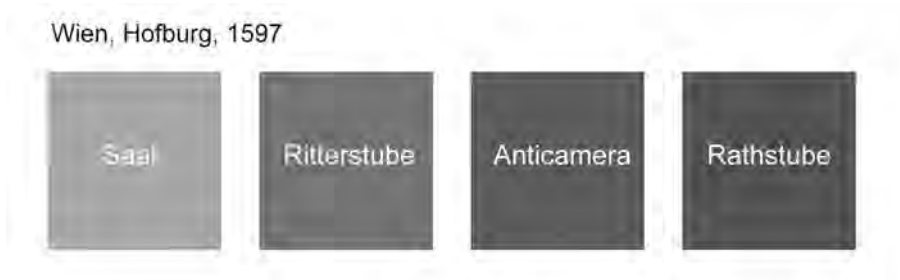 Wien, Hofburg, 1597
Saal Ritterstube Anticamera Rathstube